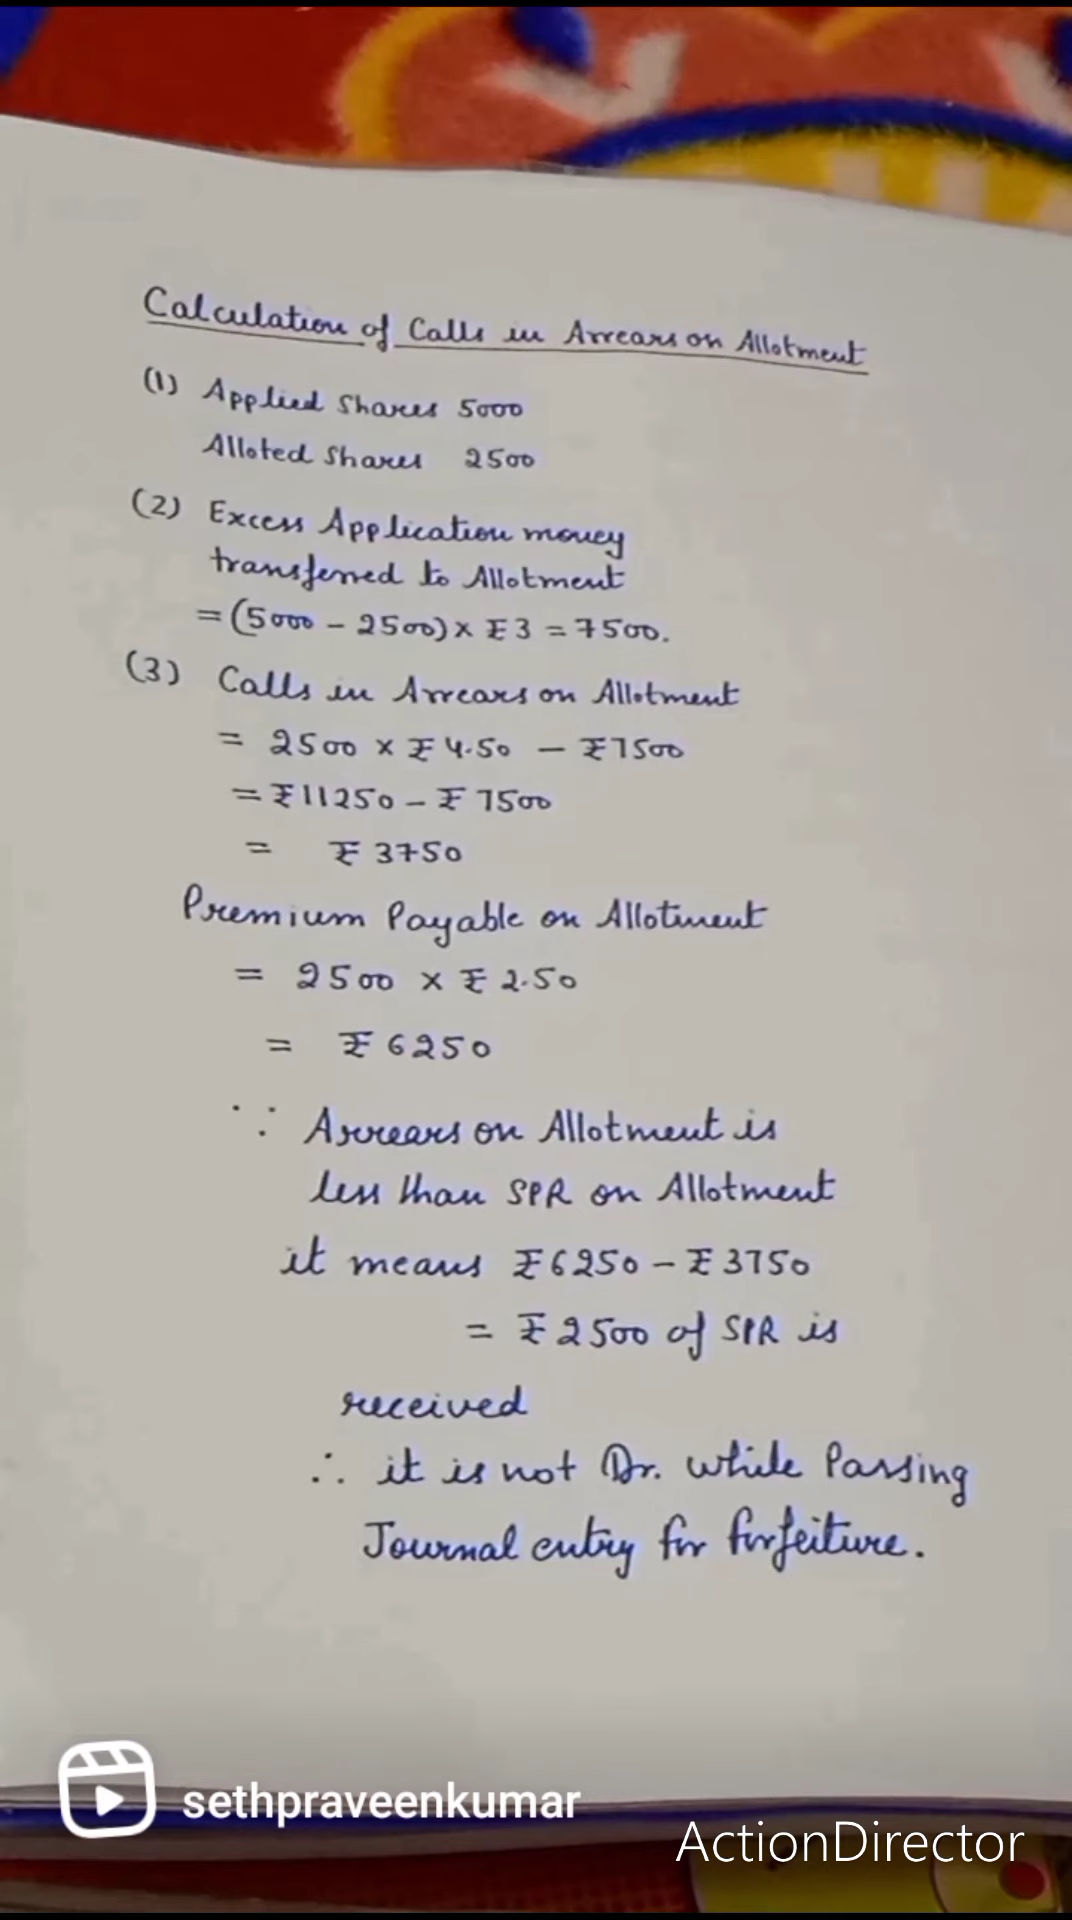 Calculation of Calls in Arrears on Allotment
(1) Applied Shares 5000
Alloted Shares 2500
(2) Excess Application money
transferred to Allotment
= (5000 - 2500) x ₹3 = 7500.
(3) Calls in Arrears on Allotment
= 2500 x ₹4.50 - ₹7500
= ₹11250 - ₹7500
= ₹3750
Premium Payable on Allotment
= 2500 x ₹2.50
= ₹6250
∵ Arrears on Allotment is
less than SPR on Allotment
it means ₹6250 - ₹3750
= ₹2500 of SPR is
received
∴ it is not Dr. while Passing
Journal entry for forfeiture.
sethpraveenkumar
ActionDirector